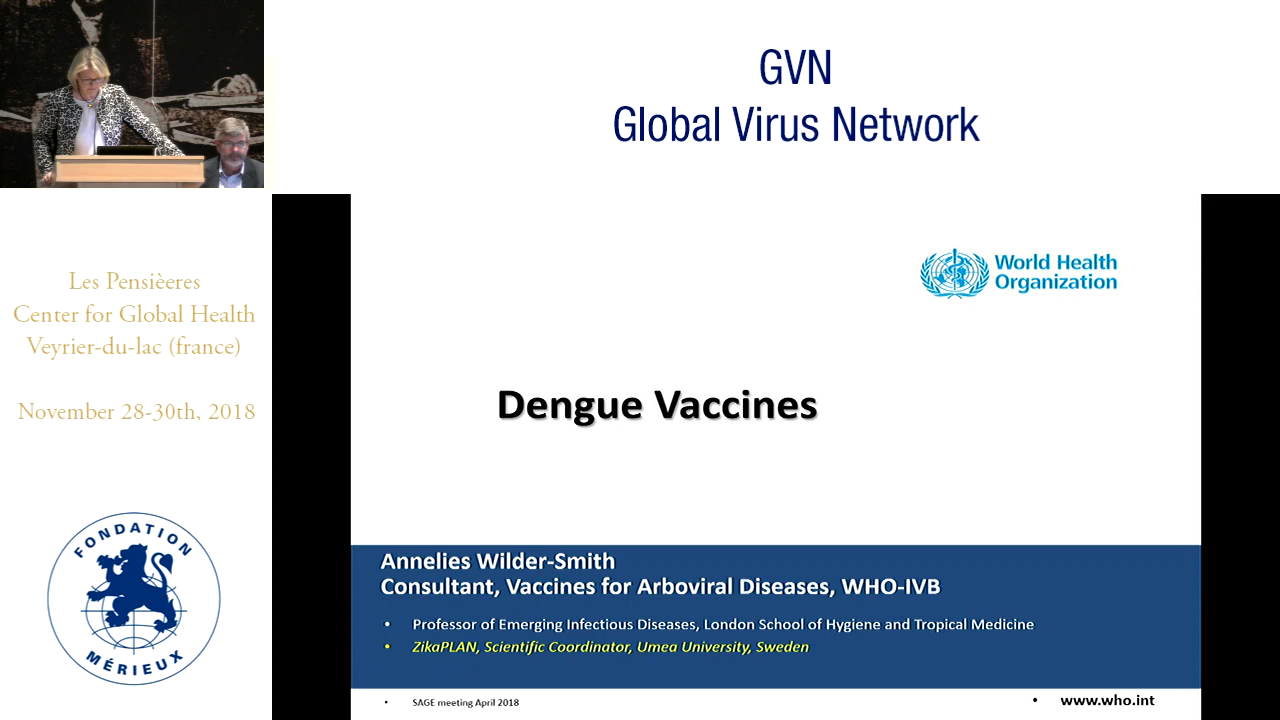 GVN
Global Virus Network
Les Pensièeres
Center for Global Health
Veyrier-du-lac (france)
November 28-30th, 2018
FONDATION
MÉRIEUX
World Health
Organization
Dengue Vaccines
Annelies Wilder-Smith
Consultant, Vaccines for Arboviral Diseases, WHO-IVB
• Professor of Emerging Infectious Diseases, London School of Hygiene and Tropical Medicine
• ZikaPLAN, Scientific Coordinator, Umea University, Sweden
• SAGE meeting April 2018
• www.who.int